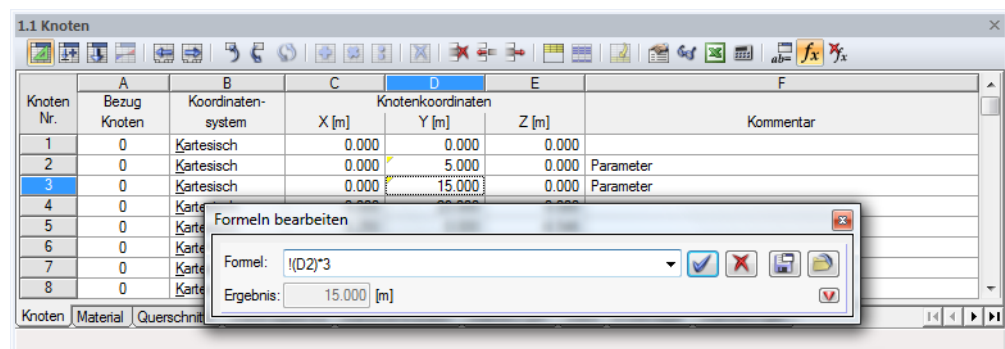 1.1 Knoten
A B C D E F
Knoten Bezug Koordinaten- Knotenkoordinaten
Nr. Knoten system X [m] Y [m] Z [m] Kommentar
1 0 Kartesisch 0.000 0.000 0.000
2 0 Kartesisch 0.000 5.000 0.000 Parameter
3 0 Kartesisch 0.000 15.000 0.000 Parameter
4 0
5 0
6 0
7 0
8 0
Formeln bearbeiten
Formel: !(D2)*3
Ergebnis: 15.000 [m]
Knoten Material